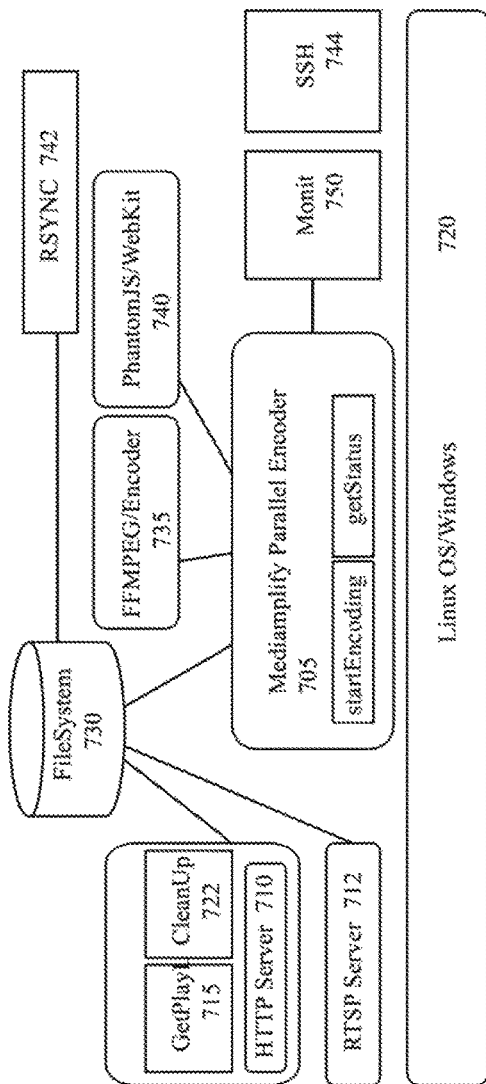 RSYNC 742
FileSystem
730
FFMPEG/Encoder
735
PhantomJS/WebKit
740
GetPlayl
715
CleanUp
722
HTTP Server 710
RTSP Server 712
Mediamplify Parallel Encoder
705
startEncoding
getStatus
Monit
750
SSH
744
Linux OS/Windows
720